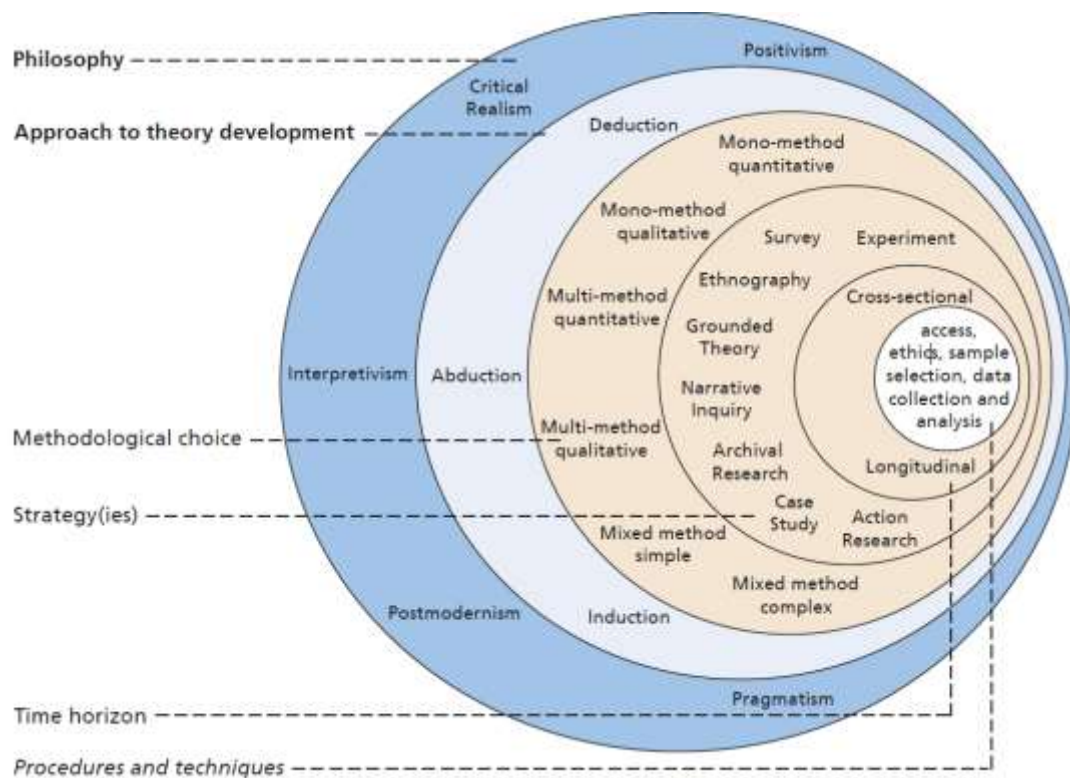 Philosophy
Positivism
Critical
Realism
Approach to theory development
Deduction
Mono-method
quantitative
Mono-method
qualitative
Survey
Experiment
Ethnography
Cross-sectional
Multi-method
quantitative
Grounded
Theory
access,
ethics, sample
selection, data
collection and
analysis
Interpretivism
Abduction
Narrative
Inquiry
Methodological choice
Multi-method
qualitative
Archival
Research
Longitudinal
Strategy(ies)
Case
Study
Action
Research
Mixed method
simple
Mixed method
complex
Postmodernism
Induction
Pragmatism
Time horizon
Procedures and techniques